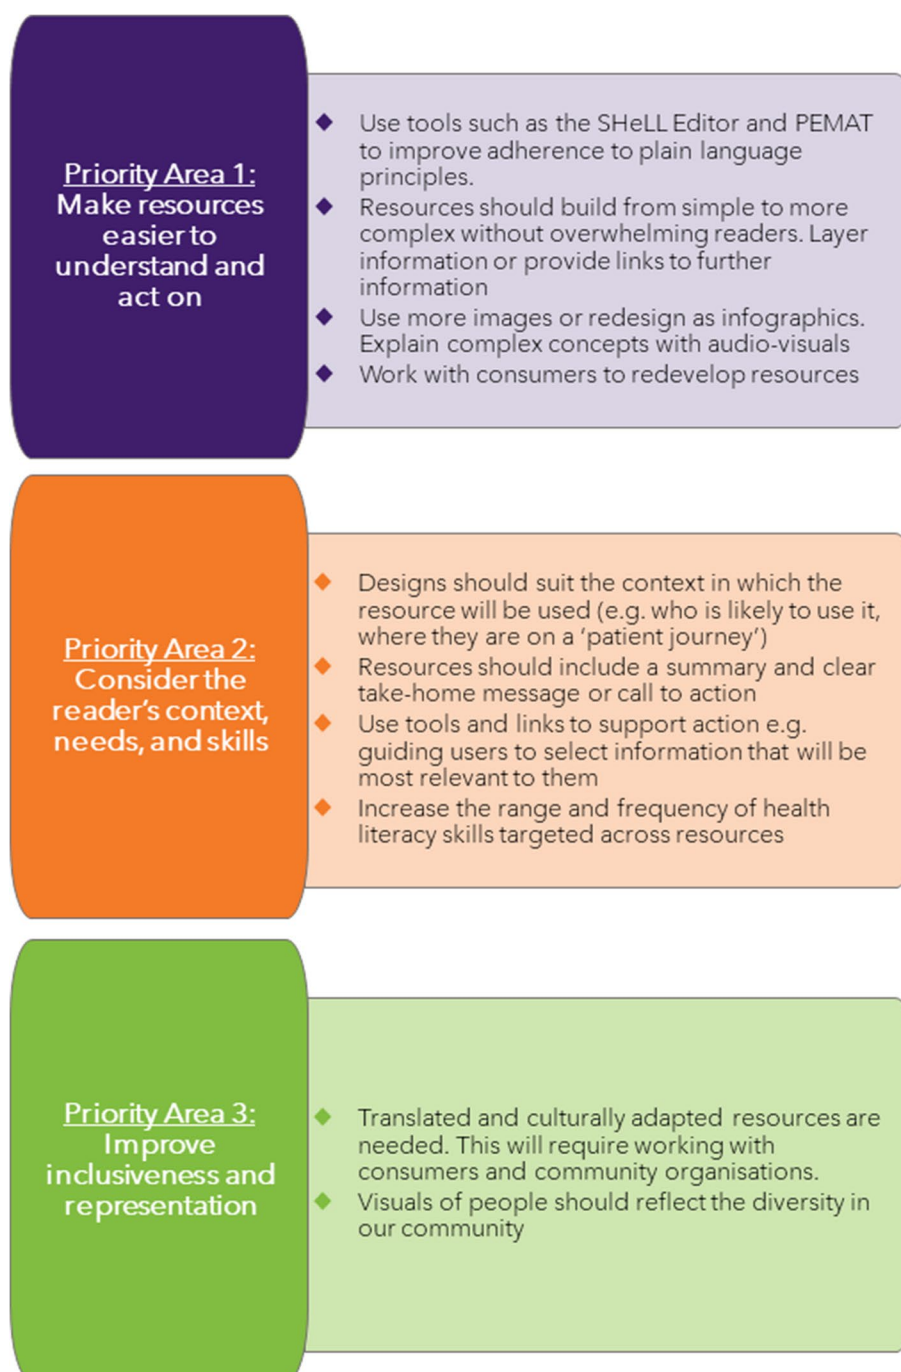 Priority Area 1:
Make resources
easier to
understand and
act on
◆ Use tools such as the SHeLL Editor and PEMAT
to improve adherence to plain language
principles.
◆ Resources should build from simple to more
complex without overwhelming readers. Layer
information or provide links to further
information
◆ Use more images or redesign as infographics.
Explain complex concepts with audio-visuals
◆ Work with consumers to redevelop resources
Priority Area 2:
Consider the
reader’s context,
needs, and skills
◆ Designs should suit the context in which the
resource will be used (e.g. who is likely to use it,
where they are on a ‘patient journey’)
◆ Resources should include a summary and clear
take-home message or call to action
◆ Use tools and links to support action e.g.
guiding users to select information that will be
most relevant to them
◆ Increase the range and frequency of health
literacy skills targeted across resources
Priority Area 3:
Improve
inclusiveness and
representation
◆ Translated and culturally adapted resources are
needed. This will require working with
consumers and community organisations.
◆ Visuals of people should reflect the diversity in
our community